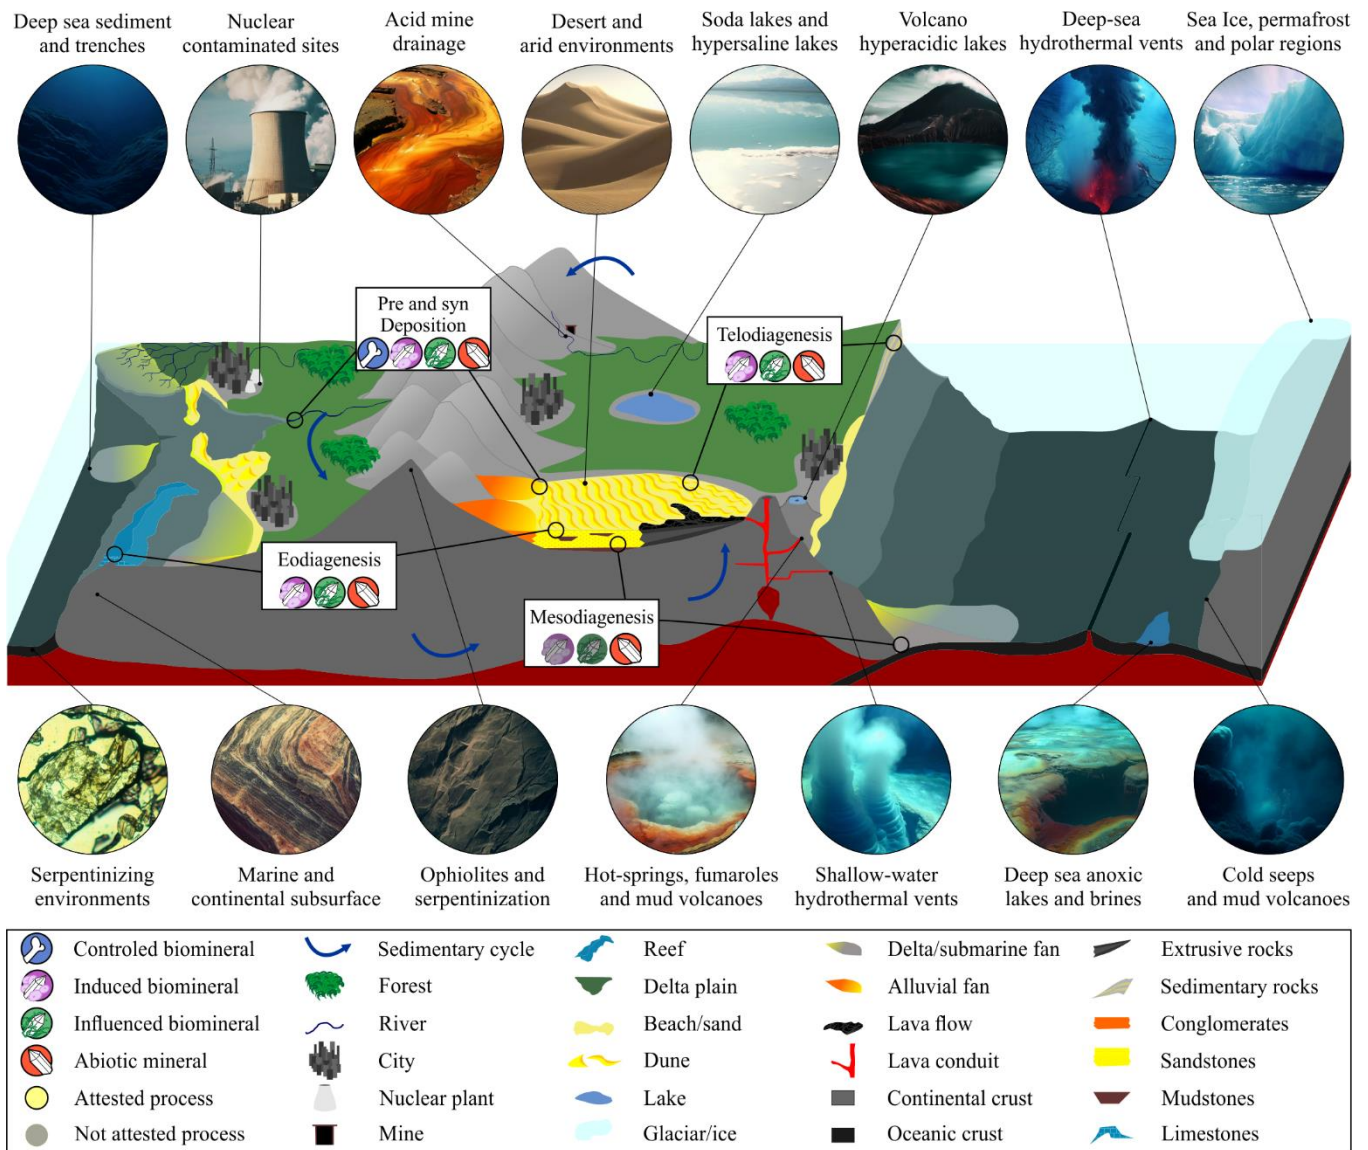 Deep sea sediment
and trenches
Nuclear
contaminated sites
Acid mine
drainage
Desert and
arid environments
Soda lakes and
hypersaline lakes
Volcano
hyperacidic lakes
Deep-sea
hydrothermal vents
Sea Ice, permafrost
and polar regions
Pre and syn
Deposition
Telodiagenesis
Eodiagenesis
Mesodiagenesis
Serpentinizing
environments
Marine and
continental subsurface
Ophiolites and
serpentinization
Hot-springs, fumaroles
and mud volcanoes
Shallow-water
hydrothermal vents
Deep sea anoxic
lakes and brines
Cold seeps
and mud volcanoes
Controled biomineral
Induced biomineral
Influenced biomineral
Abiotic mineral
Attested process
Not attested process
Sedimentary cycle
Forest
River
City
Nuclear plant
Mine
Reef
Delta plain
Beach/sand
Dune
Lake
Glaciar/ice
Delta/submarine fan
Alluvial fan
Lava flow
Lava conduit
Continental crust
Oceanic crust
Extrusive rocks
Sedimentary rocks
Conglomerates
Sandstones
Mudstones
Limestones